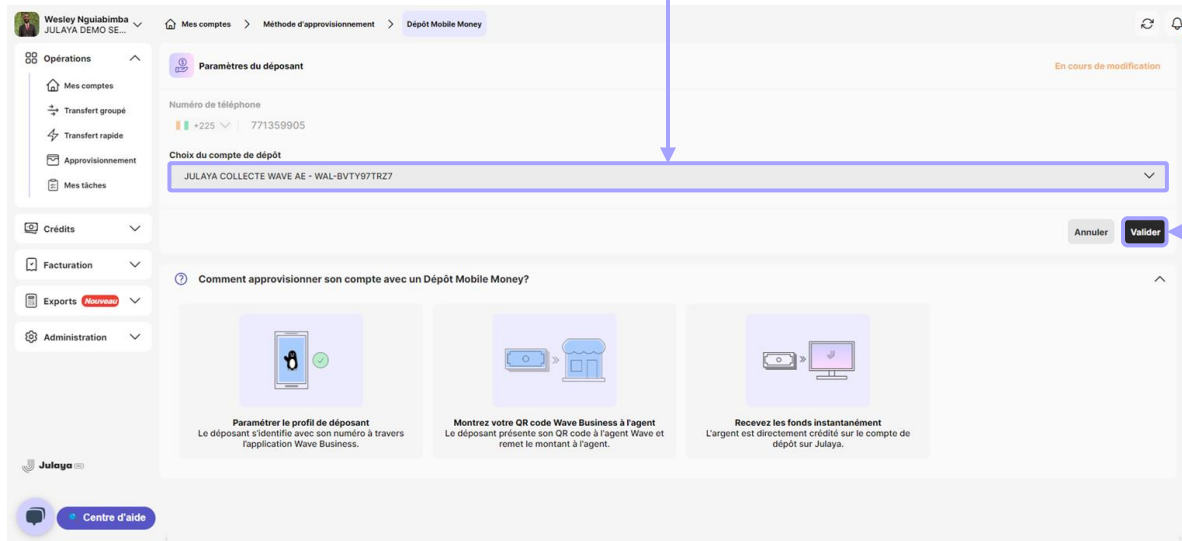 Wesley Nguiabimba
JULAYA DEMO SE...
Mes comptes > Méthode d'approvisionnement > Dépôt Mobile Money
Opérations
Mes comptes
Transfert groupé
Transfert rapide
Approvisionnement
Mes tâches
Crédits
Facturation
Exports Nouveau
Administration
Julaya
Centre d'aide
Paramètres du déposant
En cours de modification
Numéro de téléphone
+225 771359905
Choix du compte de dépôt
JULAYA COLLECTE WAVE AE - WAL-BVTY97TRZ7
Annuler Valider
Comment approvisionner son compte avec un Dépôt Mobile Money?
Paramétrer le profil de déposant
Le déposant s'identifie avec son numéro à travers
l'application Wave Business.
Montrez votre QR code Wave Business à l'agent
Le déposant présente son QR code à l'agent Wave et
remet le montant à l'agent.
Recevez les fonds instantanément
L'argent est directement crédité sur le compte de
dépôt sur Julaya.